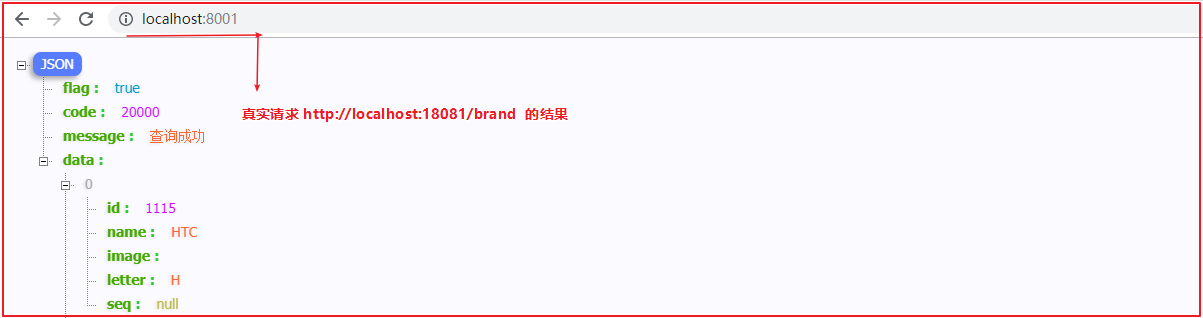 localhost:8001
JSON
flag : true
code : 20000
真实请求 http://localhost:18081/brand 的结果
message : 查询成功
data :
0
id : 1115
name : HTC
image :
letter : H
seq : null